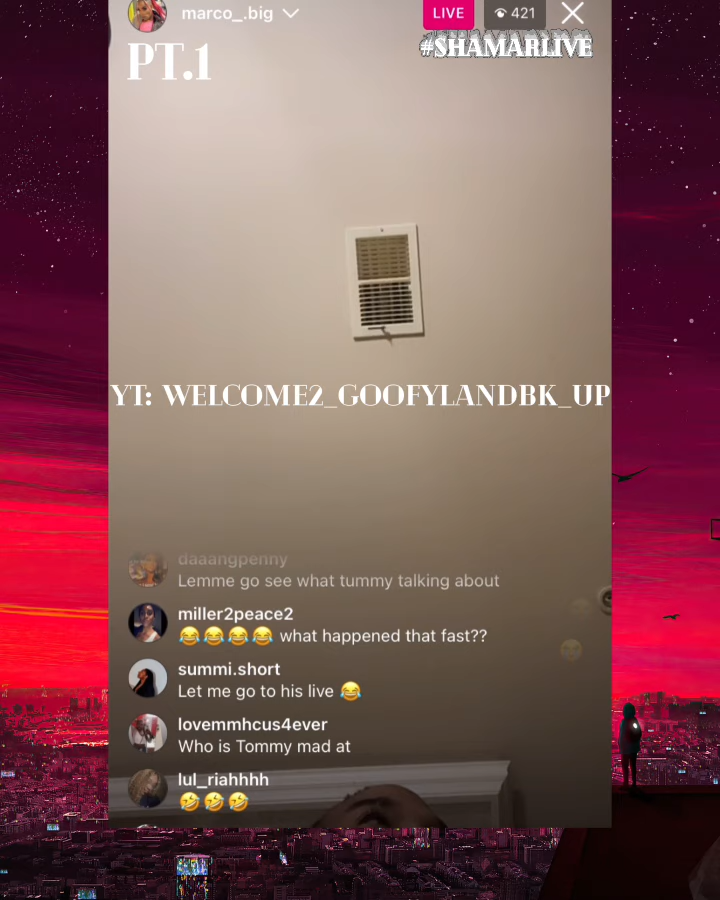 marco_.big
LIVE
421
#SHAMARLIVE
PT.1
YT: WELCOME2_GOOFYLANDBK_UP
daaangpenny
Lemme go see what tummy talking about
miller2peace2
😂😂😂😂 what happened that fast??
summi.short
Let me go to his live 😂
lovemmhcus4ever
Who is Tommy mad at
lul_riahhhh
🤣🤣🤣